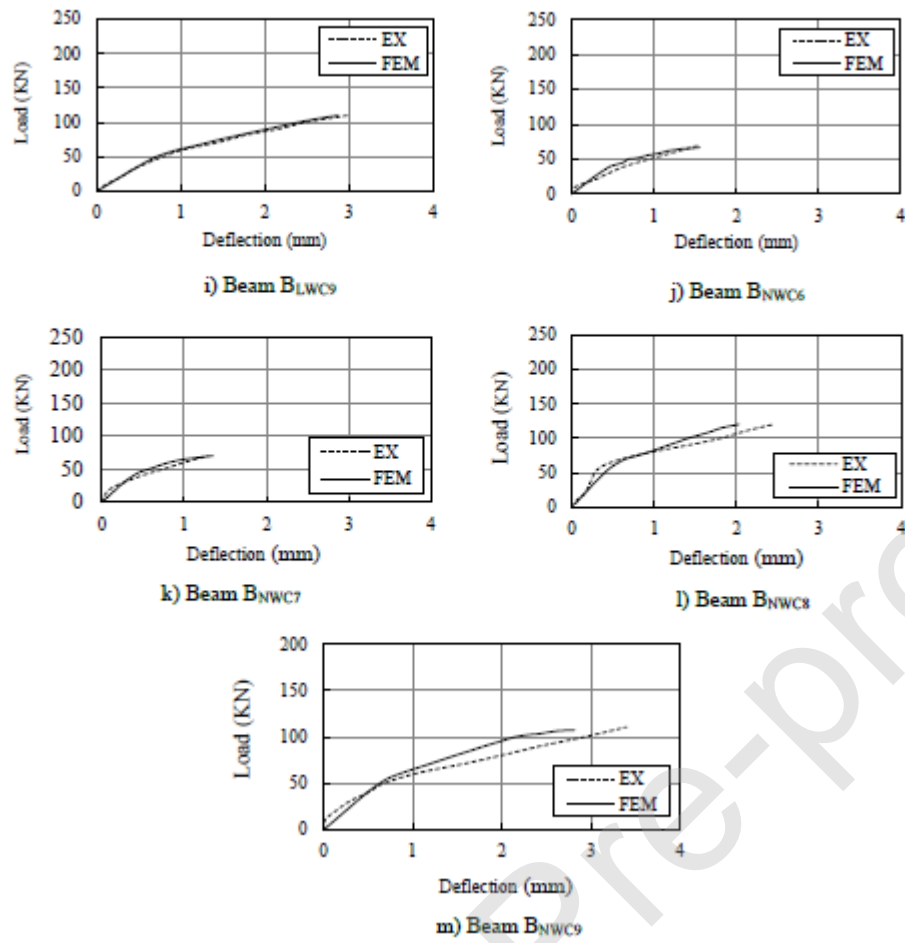 250
200
150
100
50
0
Load (KN)
EX
FEM
0 1 2 3 4
Deflection (mm)
i) Beam BLWC9
250
200
150
100
50
0
Load (KN)
EX
FEM
0 1 2 3 4
Deflection (mm)
j) Beam BNWC6
250
200
150
100
50
0
Load (KN)
EX
FEM
0 1 2 3 4
Deflection (mm)
k) Beam BNWC7
250
200
150
100
50
0
Load (KN)
EX
FEM
0 1 2 3 4
Deflection (mm)
l) Beam BNWC8
200
150
100
50
0
Load (KN)
EX
FEM
0 1 2 3 4
Deflection (mm)
m) Beam BNWC9
Pre-pro